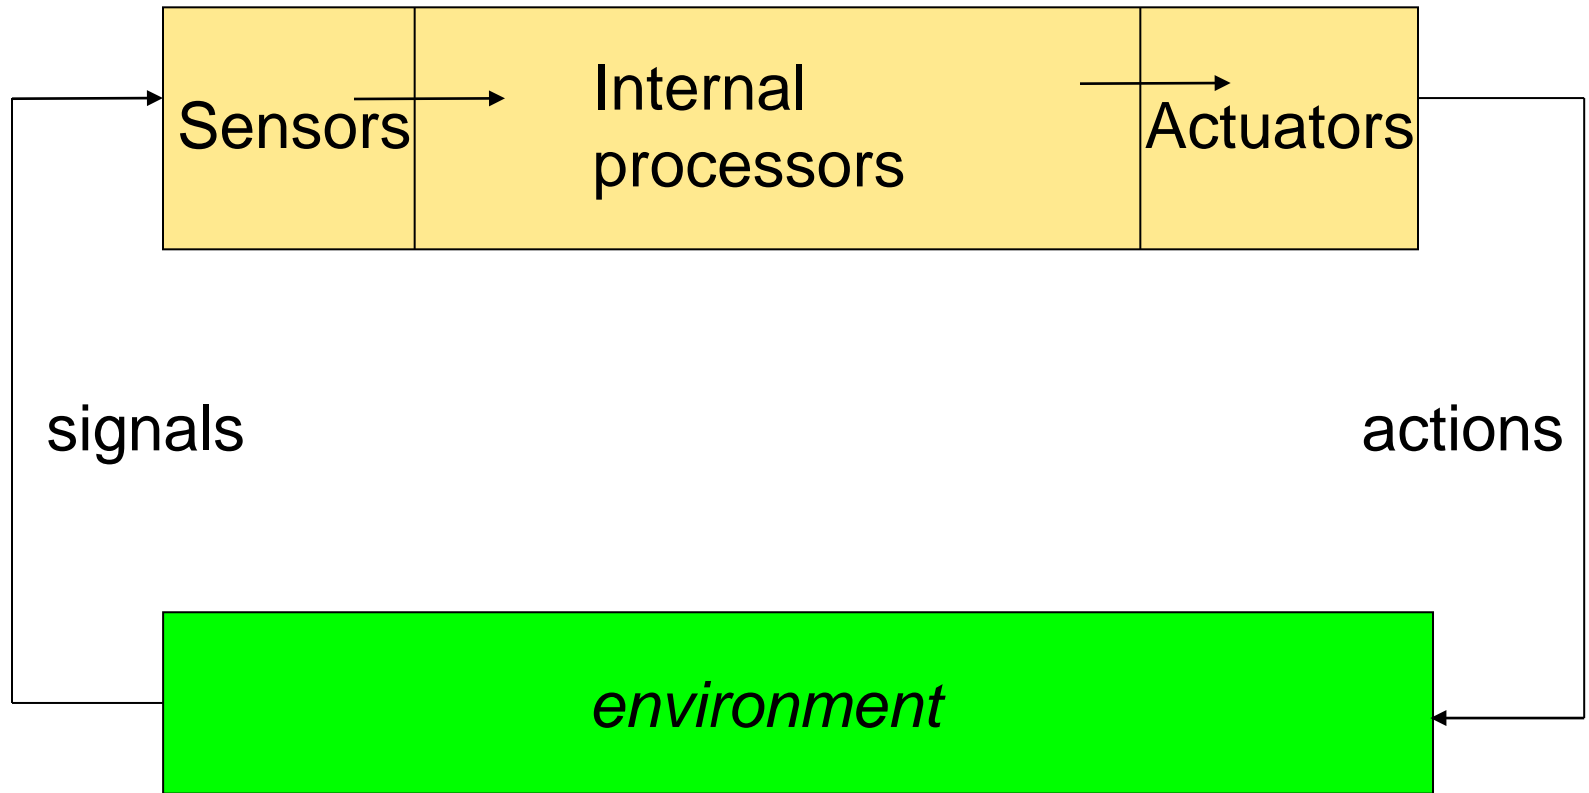 Sensors
Internal
processors
Actuators
signals
actions
environment